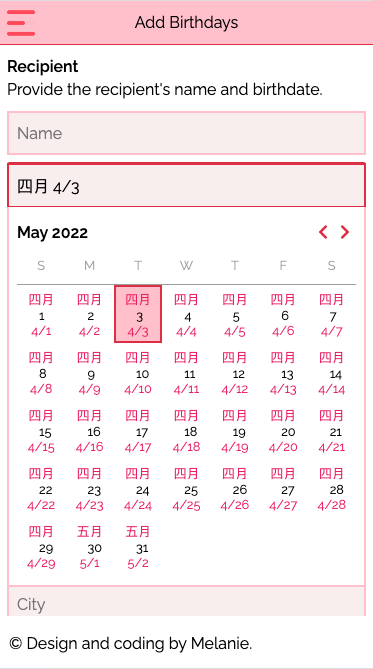 Add Birthdays
Recipient
Provide the recipient's name and birthdate.
Name
四月 4/3
May 2022
S M T W T F S
四月 四月 四月 四月 四月 四月 四月
1 2 3 4 5 6 7
4/1 4/2 4/3 4/4 4/5 4/6 4/7
四月 四月 四月 四月 四月 四月 四月
8 9 10 11 12 13 14
4/8 4/9 4/10 4/11 4/12 4/13 4/14
四月 四月 四月 四月 四月 四月 四月
15 16 17 18 19 20 21
4/15 4/16 4/17 4/18 4/19 4/20 4/21
四月 四月 四月 四月 四月 四月 四月
22 23 24 25 26 27 28
4/22 4/23 4/24 4/25 4/26 4/27 4/28
四月 五月 五月
29 30 31
4/29 5/1 5/2
City
© Design and coding by Melanie.